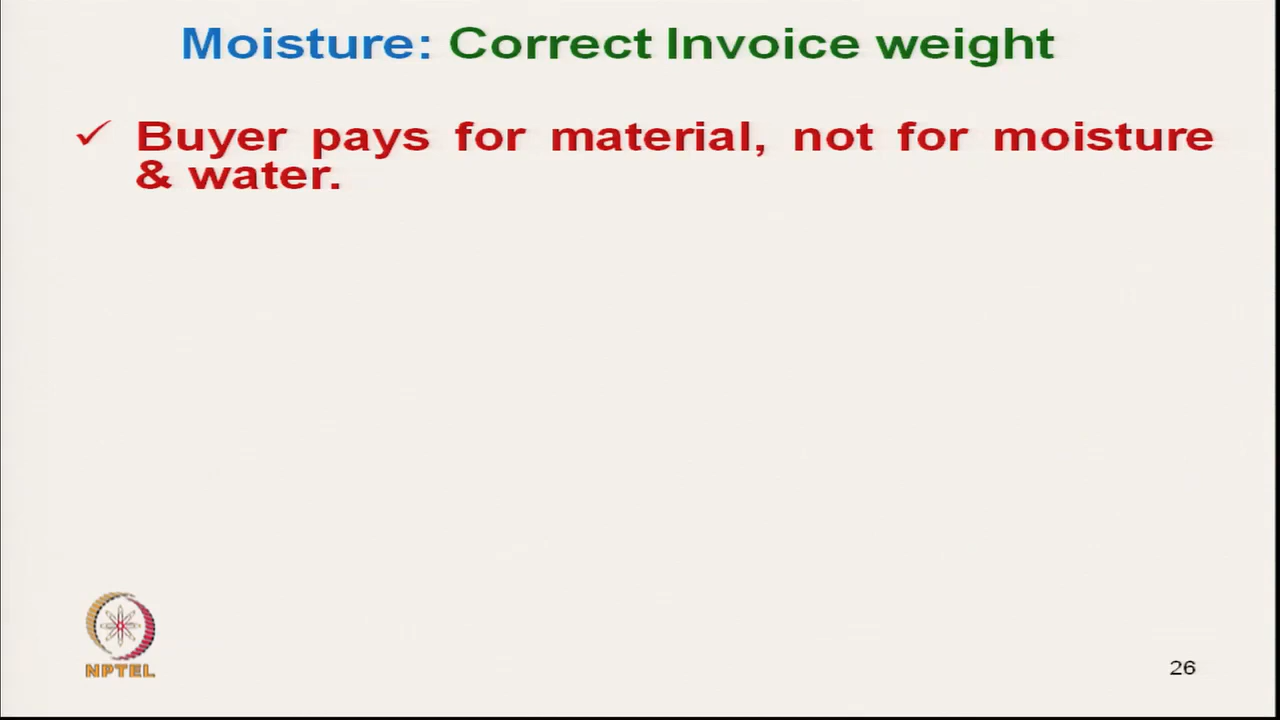 Moisture: Correct Invoice weight
✓ Buyer pays for material, not for moisture
& water.
NPTEL
26